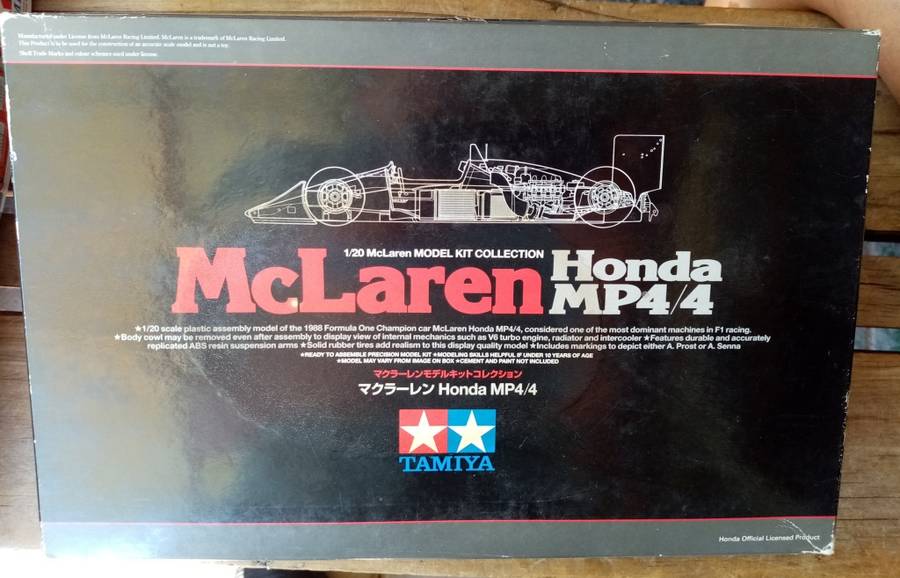 Manufactured under License from McLaren Racing Limited. McLaren is a trademark of McLaren Racing Limited.
This Product is to be used for the construction of an accurate scale model and is not a toy.
Shell Trade Marks and colour schemes used under license.
1/20 McLaren MODEL KIT COLLECTION
McLaren Honda
MP4/4
★1/20 scale plastic assembly model of the 1988 Formula One Champion car McLaren Honda MP4/4, considered one of the most dominant machines in F1 racing.
★Body cowl may be removed even after assembly to display view of internal mechanics such as V6 turbo engine, radiator and intercooler ★Features durable and accurately
replicated ABS resin suspension arms ★Solid rubber tires add realism to this display quality model ★Includes markings to depict either A. Prost or A. Senna
★READY TO ASSEMBLE PRECISION MODEL KIT ★MODELING SKILLS HELPFUL IF UNDER 10 YEARS OF AGE
★MODEL MAY VARY FROM IMAGE ON BOX ★CEMENT AND PAINT NOT INCLUDED
マクラーレンモデルキットコレクション
マクラーレン Honda MP4/4
TAMIYA
Honda Official Licensed Product